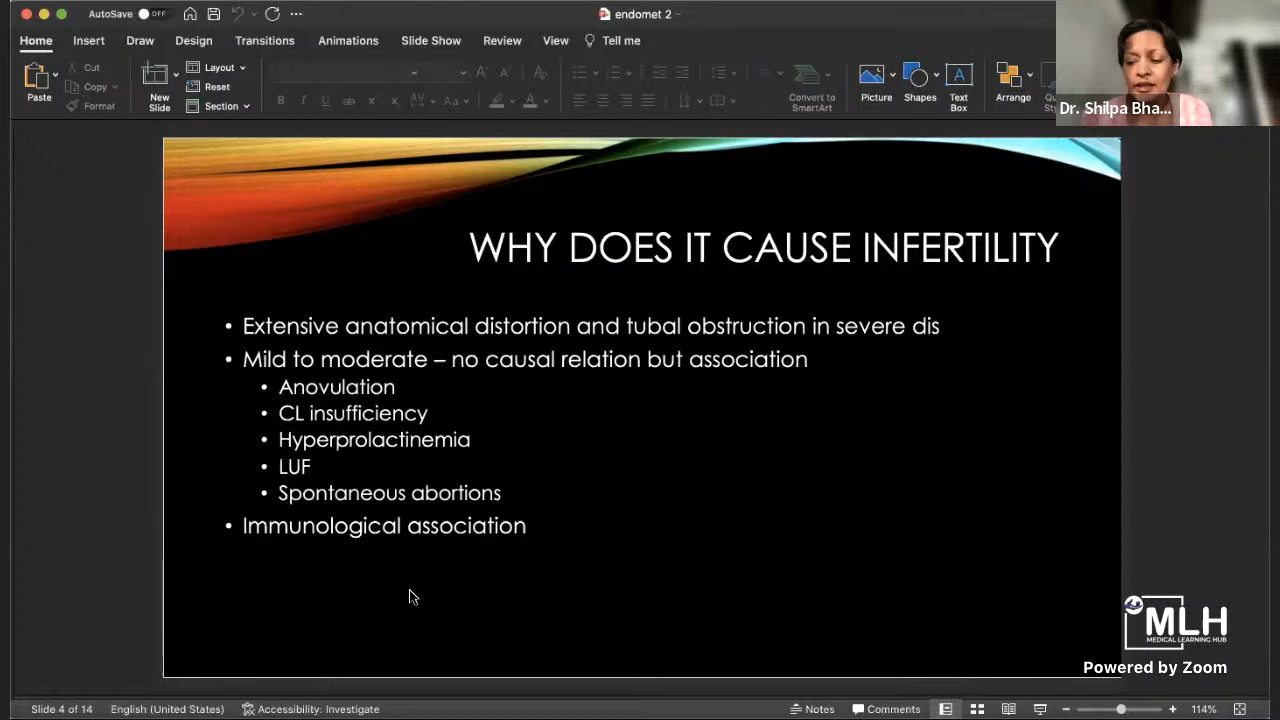 AutoSave OFF
endomet 2
Home Insert Draw Design Transitions Animations Slide Show Review View Tell me
Paste
Cut
Copy
Format
New Slide
Layout
Reset
Section
Convert to SmartArt
Picture
Shapes
Text Box
Arrange
Dr. Shilpa Bha...
WHY DOES IT CAUSE INFERTILITY
• Extensive anatomical distortion and tubal obstruction in severe dis
• Mild to moderate – no causal relation but association
• Anovulation
• CL insufficiency
• Hyperprolactinemia
• LUF
• Spontaneous abortions
• Immunological association
MLH
MEDICAL LEARNING HUB
Powered by Zoom
Slide 4 of 14 English (United States) Accessibility: Investigate Notes Comments 114%